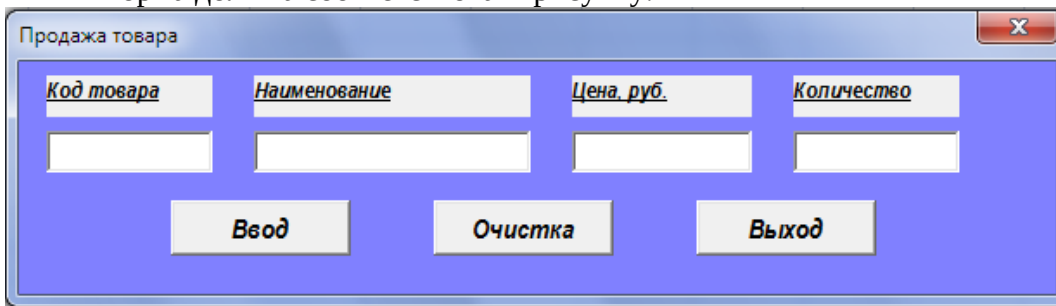 Продажа товара
Код товара Наименование Цена, руб. Количество
Ввод Очистка Выход